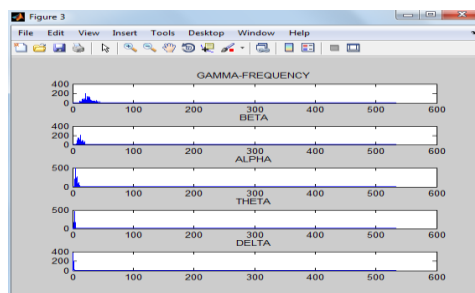 Figure 3
File Edit View Insert Tools Desktop Window Help
GAMMA-FREQUENCY
400
200
0
0 100 200 300 400 500 600
BETA
400
200
0
0 100 200 300 400 500 600
ALPHA
500
0
0 100 200 300 400 500 600
THETA
500
0
0 100 200 300 400 500 600
DELTA
400
200
0
0 100 200 300 400 500 600